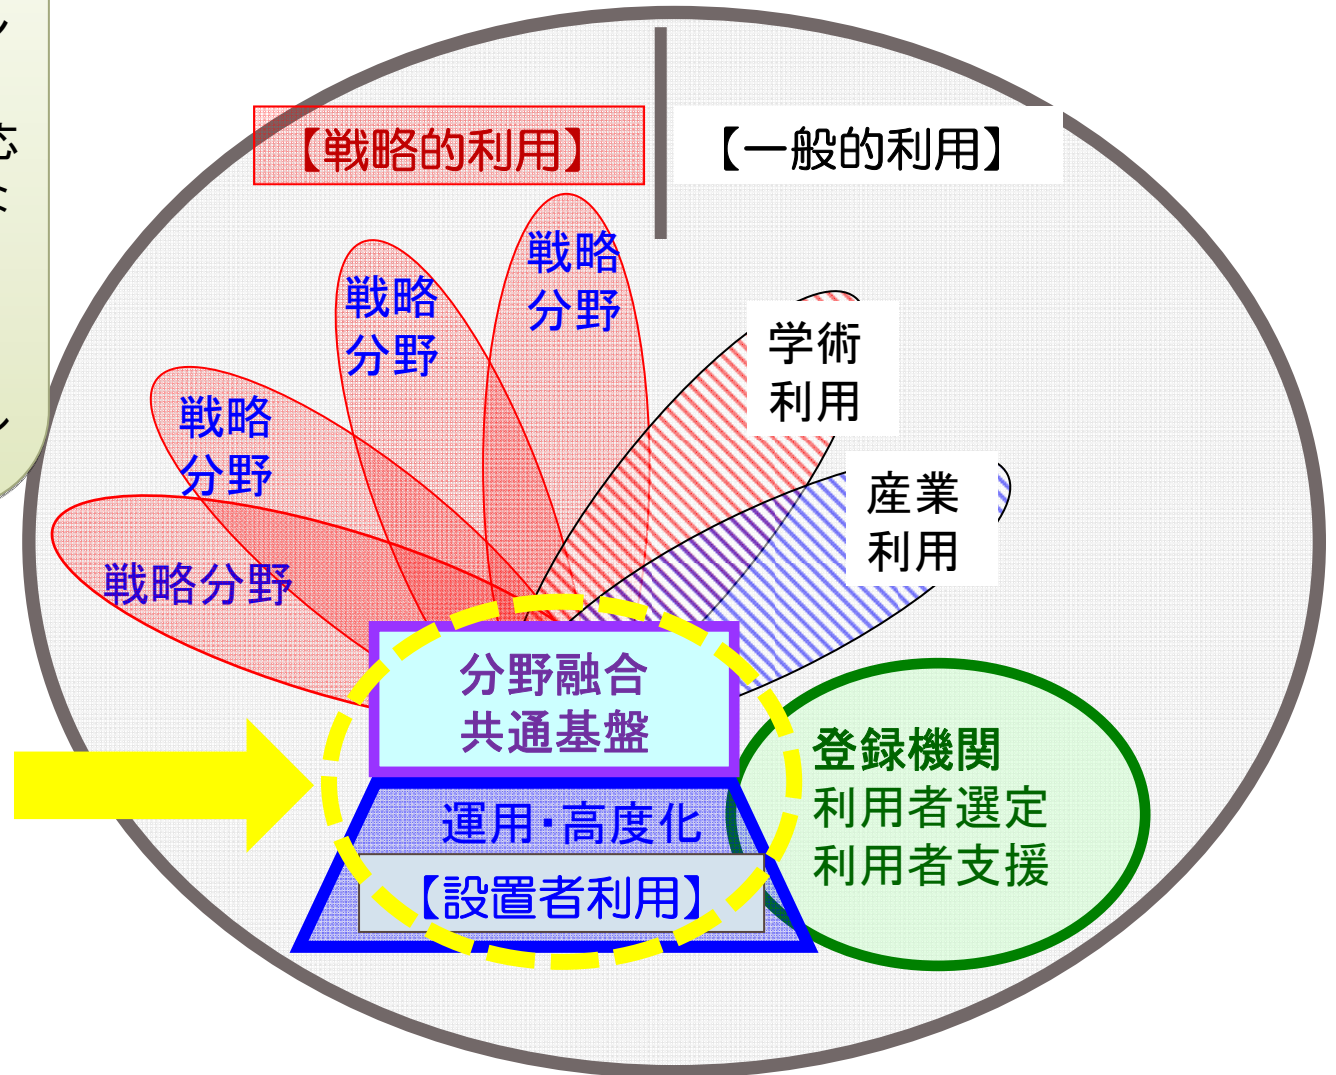 【戦略的利用】
【一般的利用】
戦略
分野
戦略
分野
戦略
分野
戦略分野
学術
利用
産業
利用
分野融合
共通基盤
運用・高度化
【設置者利用】
登録機関
利用者選定
利用者支援
応